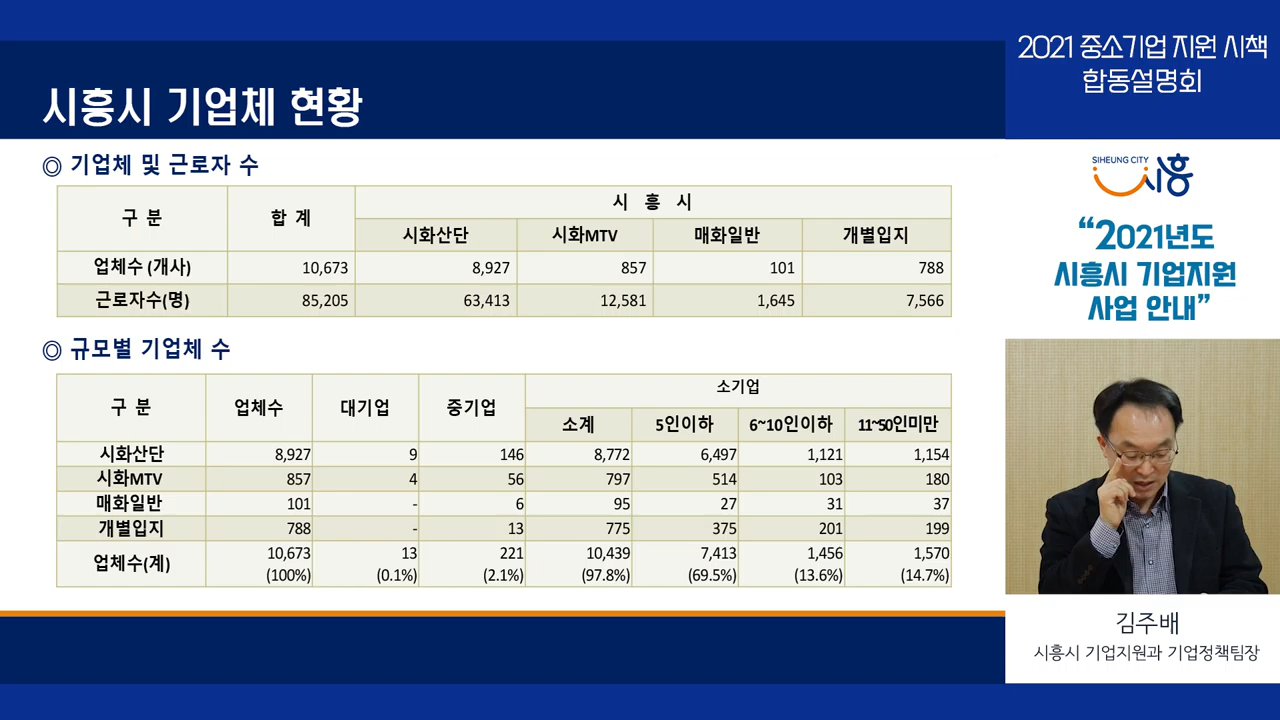 2021 중소기업 지원 시책
합동설명회
시흥시 기업체 현황
◎ 기업체 및 근로자 수
구 분 합 계 시 흥 시
시화산단 시화MTV 매화일반 개별입지
업체수 (개사) 10,673 8,927 857 101 788
근로자수(명) 85,205 63,413 12,581 1,645 7,566
◎ 규모별 기업체 수
구 분 업체수 대기업 중기업 소기업
소계 5인이하 6~10인이하 11~50인미만
시화산단 8,927 9 146 8,772 6,497 1,121 1,154
시화MTV 857 4 56 797 514 103 180
매화일반 101 - 6 95 27 31 37
개별입지 788 - 13 775 375 201 199
업체수(계) 10,673 13 221 10,439 7,413 1,456 1,570
(100%) (0.1%) (2.1%) (97.8%) (69.5%) (13.6%) (14.7%)
SIHEUNG CITY
시흥
“2021년도
시흥시 기업지원
사업 안내”
김주배
시흥시 기업지원과 기업정책팀장